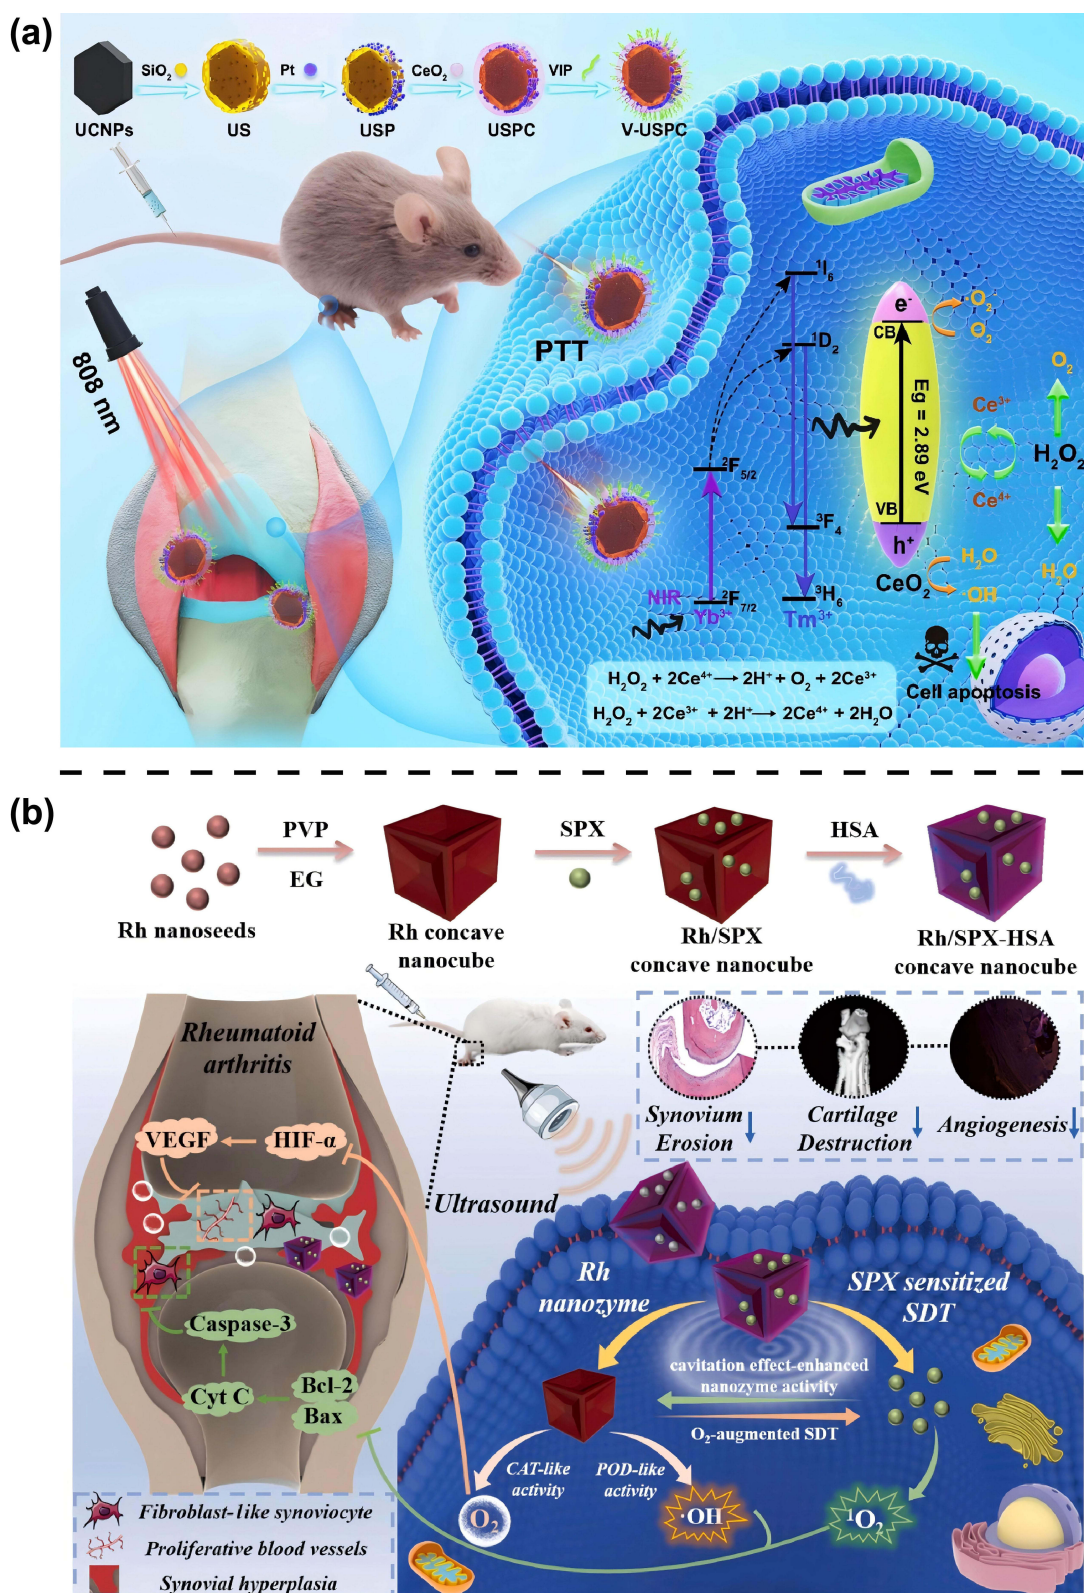 (a)
SiO₂
Pt
CeO₂
VIP
UCNPs
US
USP
USPC
V-USPC
808 nm
PTT
¹I₆
¹D₂
²F₅/₂
³F₄
²F₇/₂
³H₆
NIR
Yb³⁺
Tm³⁺
e⁻
CB
Eg = 2.89 eV
VB
h⁺
CeO₂
·O₂
O₂
Ce³⁺
Ce⁴⁺
O₂
H₂O₂
H₂O
H₂O
·OH
Cell apoptosis
H₂O₂ + 2Ce⁴⁺ → 2H⁺ + O₂ + 2Ce³⁺
H₂O₂ + 2Ce³⁺ + 2H⁺ → 2Ce⁴⁺ + 2H₂O
(b)
PVP
EG
SPX
HSA
Rh nanoseeds
Rh concave
nanocube
Rh/SPX
concave nanocube
Rh/SPX-HSA
concave nanocube
Rheumatoid
arthritis
VEGF
HIF-α
Caspase-3
Cyt C
Bcl-2
Bax
Ultrasound
Synovium
Erosion
Cartilage
Destruction
Angiogenesis
Rh
nanozyme
SPX sensitized
SDT
cavitation effect-enhanced
nanozyme activity
O₂-augmented SDT
CAT-like
activity
POD-like
activity
O₂
·OH
¹O₂
Fibroblast-like synoviocyte
Proliferative blood vessels
Synovial hyperplasia